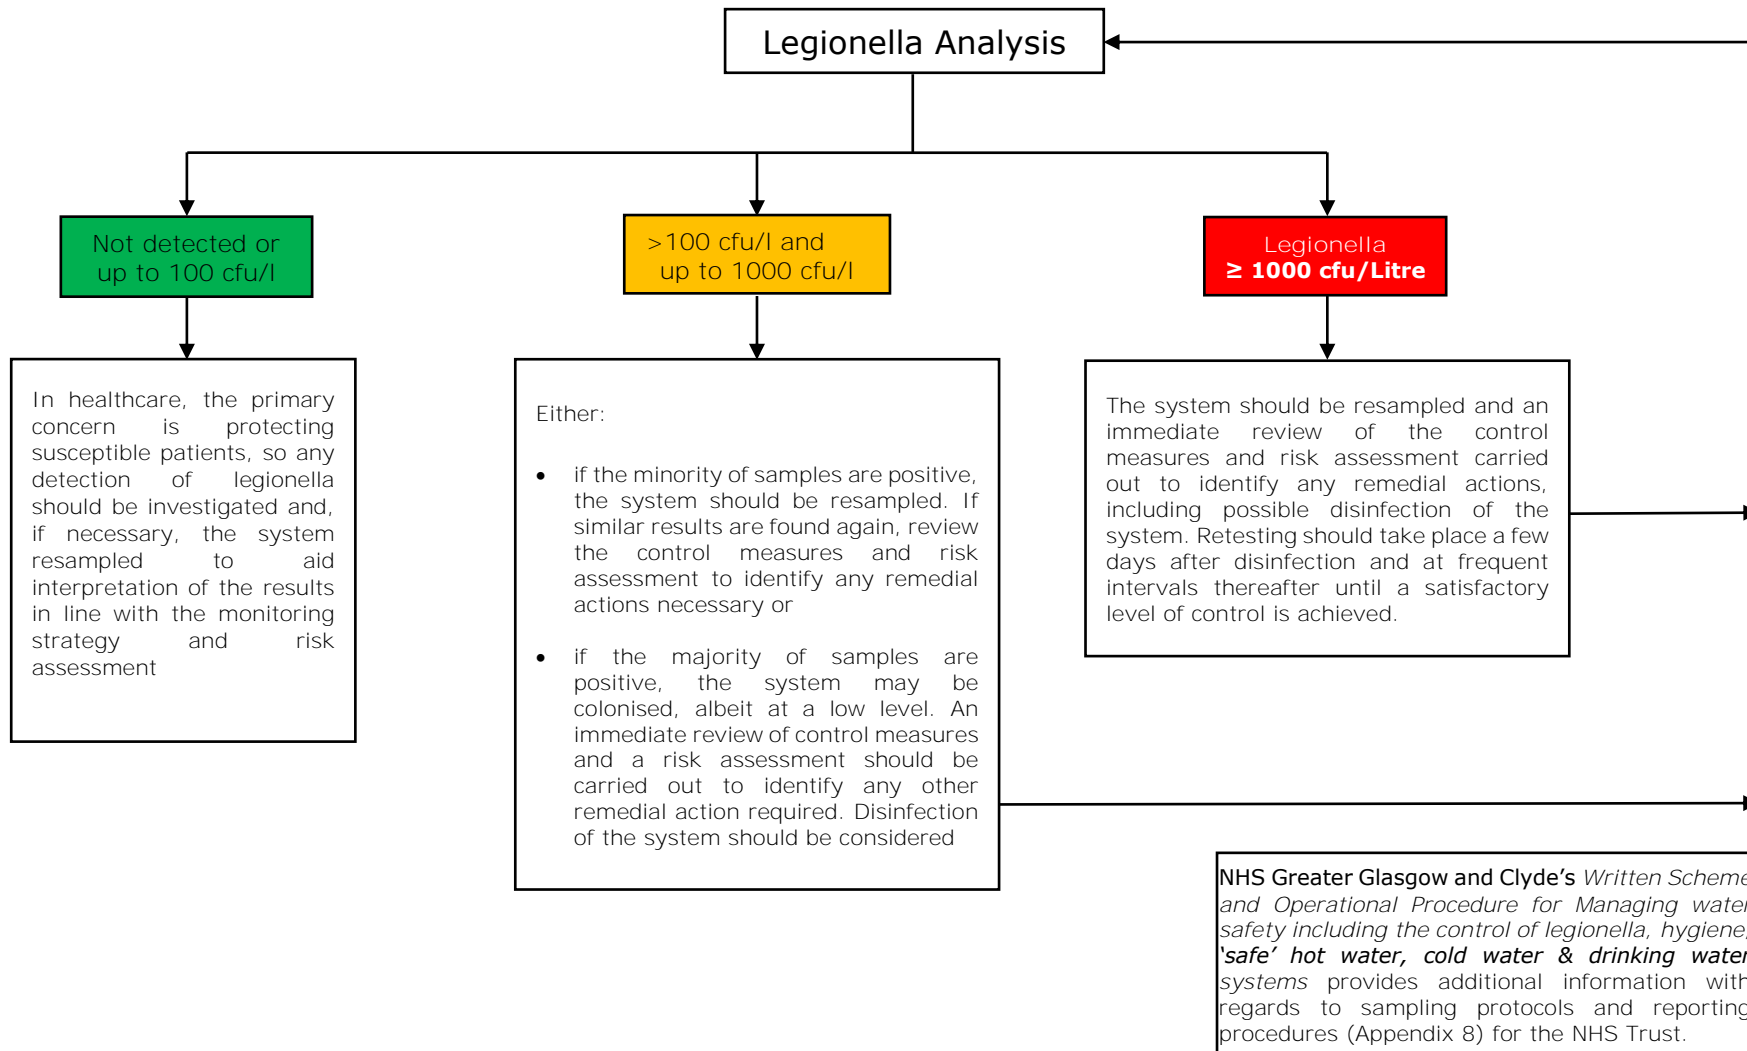 Legionella Analysis
Not detected or
up to 100 cfu/l
>100 cfu/l and
up to 1000 cfu/l
Legionella
≥ 1000 cfu/Litre
In healthcare, the primary
concern is protecting
susceptible patients, so any
detection of legionella
should be investigated and,
if necessary, the system
resampled to aid
interpretation of the results
in line with the monitoring
strategy and risk
assessment
Either:
• if the minority of samples are positive,
the system should be resampled. If
similar results are found again, review
the control measures and risk
assessment to identify any remedial
actions necessary or
• if the majority of samples are
positive, the system may be
colonised, albeit at a low level. An
immediate review of control measures
and a risk assessment should be
carried out to identify any other
remedial action required. Disinfection
of the system should be considered
The system should be resampled and an
immediate review of the control
measures and risk assessment carried
out to identify any remedial actions,
including possible disinfection of the
system. Retesting should take place a few
days after disinfection and at frequent
intervals thereafter until a satisfactory
level of control is achieved.
NHS Greater Glasgow and Clyde’s Written Scheme
and Operational Procedure for Managing water
safety including the control of legionella, hygiene,
‘safe’ hot water, cold water & drinking water
systems provides additional information with
regards to sampling protocols and reporting
procedures (Appendix 8) for the NHS Trust.